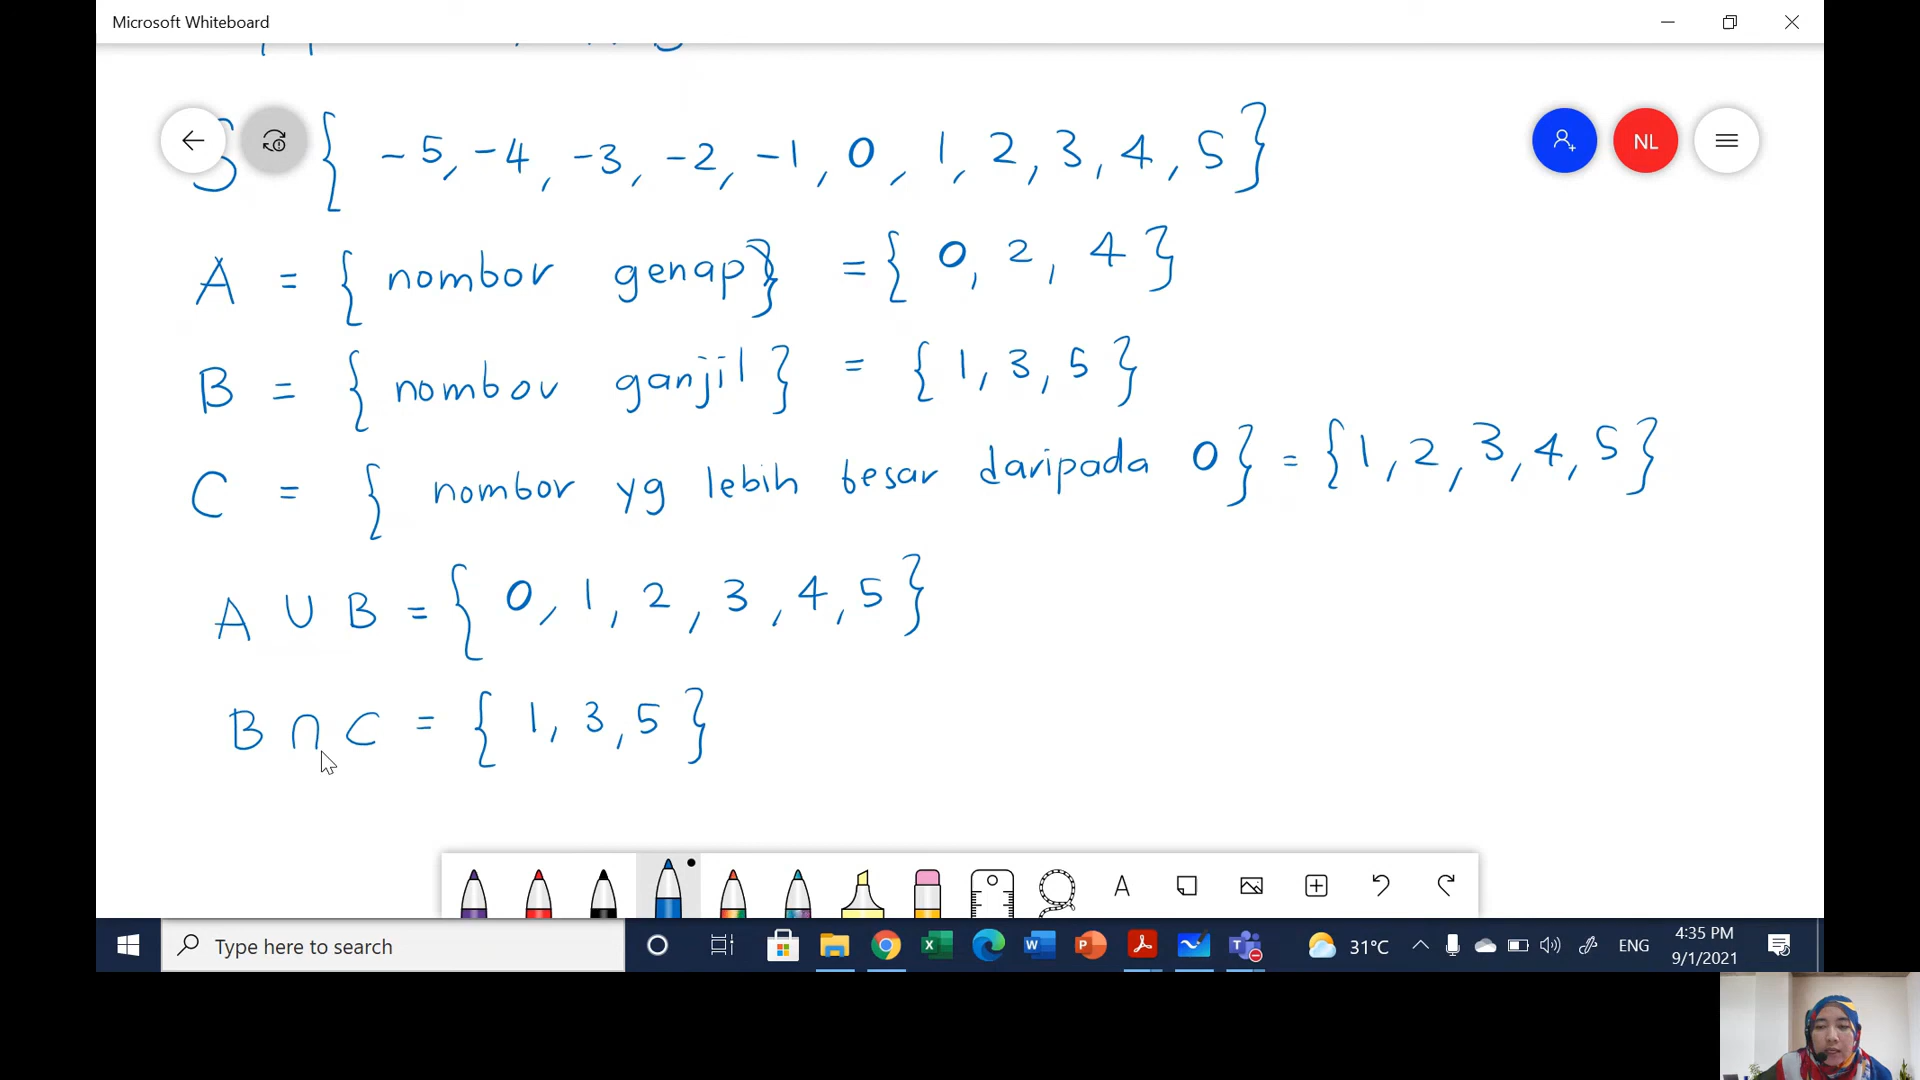 Microsoft Whiteboard
S { -5, -4, -3, -2, -1, 0, 1, 2, 3, 4, 5 }
NL
A = { nombor genap } = { 0, 2, 4 }
B = { nombor ganjil } = { 1, 3, 5 }
C = { nombor yg lebih besar daripada 0 } = { 1, 2, 3, 4, 5 }
A ∪ B = { 0, 1, 2, 3, 4, 5 }
B ∩ C = { 1, 3, 5 }
Type here to search
31°C
ENG
4:35 PM
9/1/2021